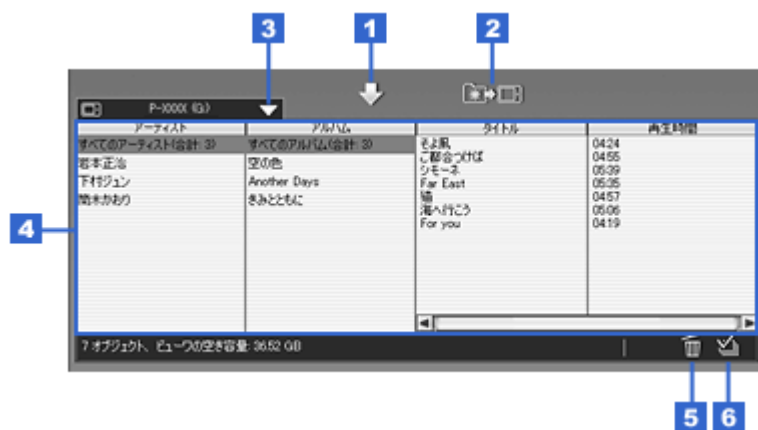 3 1 2
P-XXXX (G:)
アーティスト アルバム タイトル 再生時間
すべてのアーティスト(合計: 3) すべてのアルバム(合計: 3) そよ風 04:24
岩本正治 空の色 ご都合つけば 04:55
下村ジュン Another Days シモーネ 05:39
きみとともに Far East 05:35
猫 04:57
海へ行こう 05:06
For you 04:19
4
7 オブジェクト、ビューワの空き容量: 36.52 GB
5 6